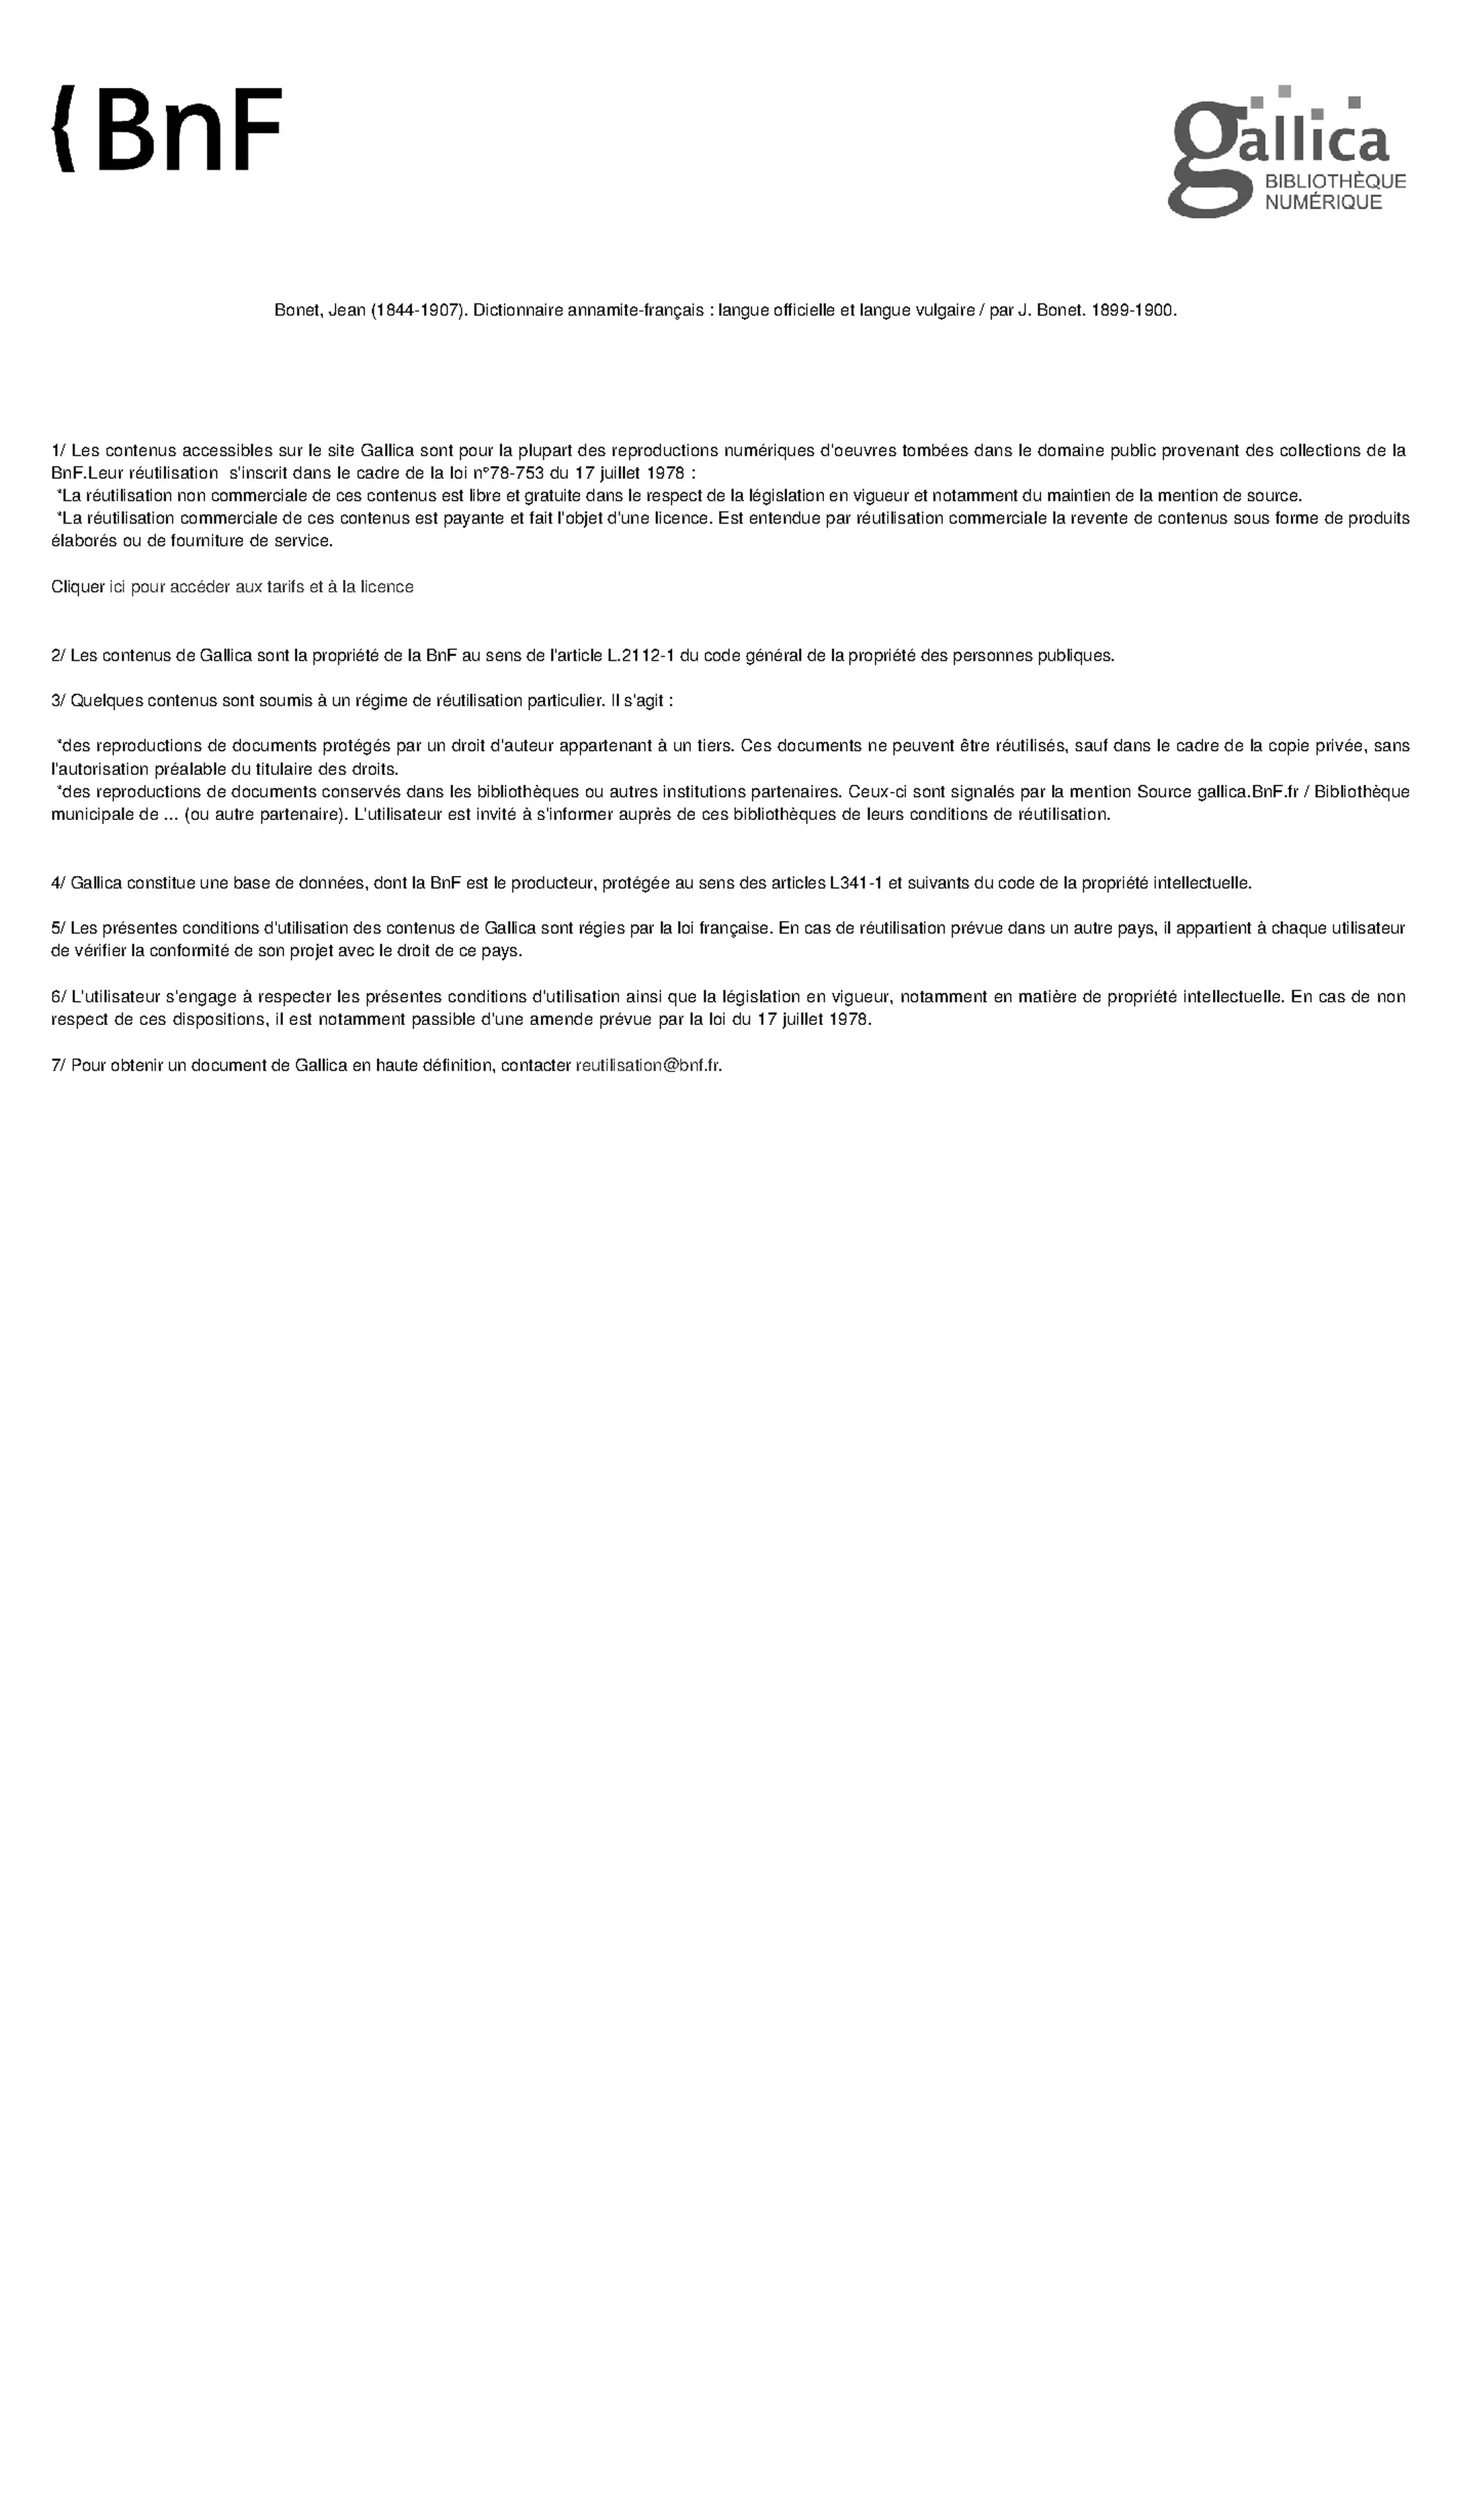 {BnF
gallica
BIBLIOTHÈQUE
NUMÉRIQUE
Bonet, Jean (1844-1907). Dictionnaire annamite-français : langue officielle et langue vulgaire / par J. Bonet. 1899-1900.
1/ Les contenus accessibles sur le site Gallica sont pour la plupart des reproductions numériques d'oeuvres tombées dans le domaine public provenant des collections de la
BnF.Leur réutilisation s'inscrit dans le cadre de la loi n°78-753 du 17 juillet 1978 :
*La réutilisation non commerciale de ces contenus est libre et gratuite dans le respect de la législation en vigueur et notamment du maintien de la mention de source.
*La réutilisation commerciale de ces contenus est payante et fait l'objet d'une licence. Est entendue par réutilisation commerciale la revente de contenus sous forme de produits
élaborés ou de fourniture de service.
Cliquer ici pour accéder aux tarifs et à la licence
2/ Les contenus de Gallica sont la propriété de la BnF au sens de l'article L.2112-1 du code général de la propriété des personnes publiques.
3/ Quelques contenus sont soumis à un régime de réutilisation particulier. Il s'agit :
*des reproductions de documents protégés par un droit d'auteur appartenant à un tiers. Ces documents ne peuvent être réutilisés, sauf dans le cadre de la copie privée, sans
l'autorisation préalable du titulaire des droits.
*des reproductions de documents conservés dans les bibliothèques ou autres institutions partenaires. Ceux-ci sont signalés par la mention Source gallica.BnF.fr / Bibliothèque
municipale de ... (ou autre partenaire). L'utilisateur est invité à s'informer auprès de ces bibliothèques de leurs conditions de réutilisation.
4/ Gallica constitue une base de données, dont la BnF est le producteur, protégée au sens des articles L341-1 et suivants du code de la propriété intellectuelle.
5/ Les présentes conditions d'utilisation des contenus de Gallica sont régies par la loi française. En cas de réutilisation prévue dans un autre pays, il appartient à chaque utilisateur
de vérifier la conformité de son projet avec le droit de ce pays.
6/ L'utilisateur s'engage à respecter les présentes conditions d'utilisation ainsi que la législation en vigueur, notamment en matière de propriété intellectuelle. En cas de non
respect de ces dispositions, il est notamment passible d'une amende prévue par la loi du 17 juillet 1978.
7/ Pour obtenir un document de Gallica en haute définition, contacter reutilisation@bnf.fr.